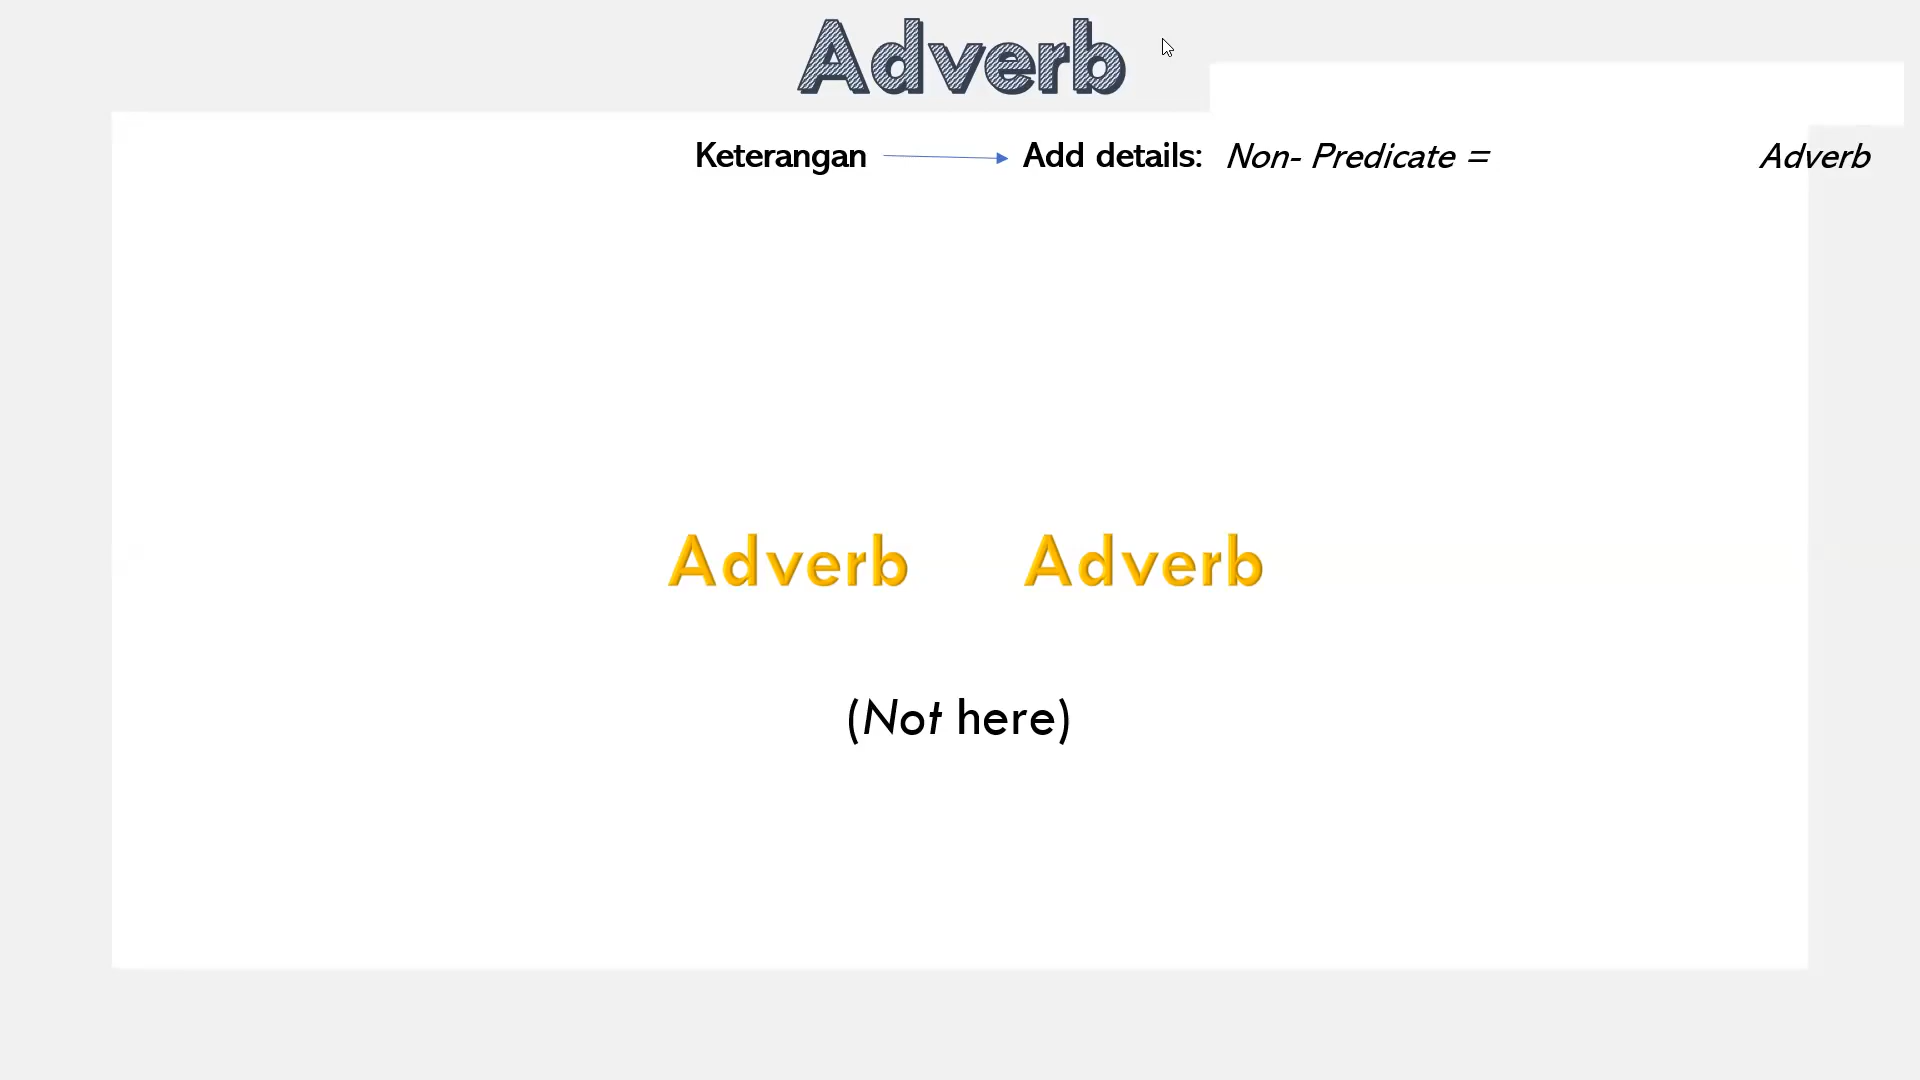 Adverb
Keterangan Add details: Non- Predicate = Adverb
Adverb Adverb
(Not here)